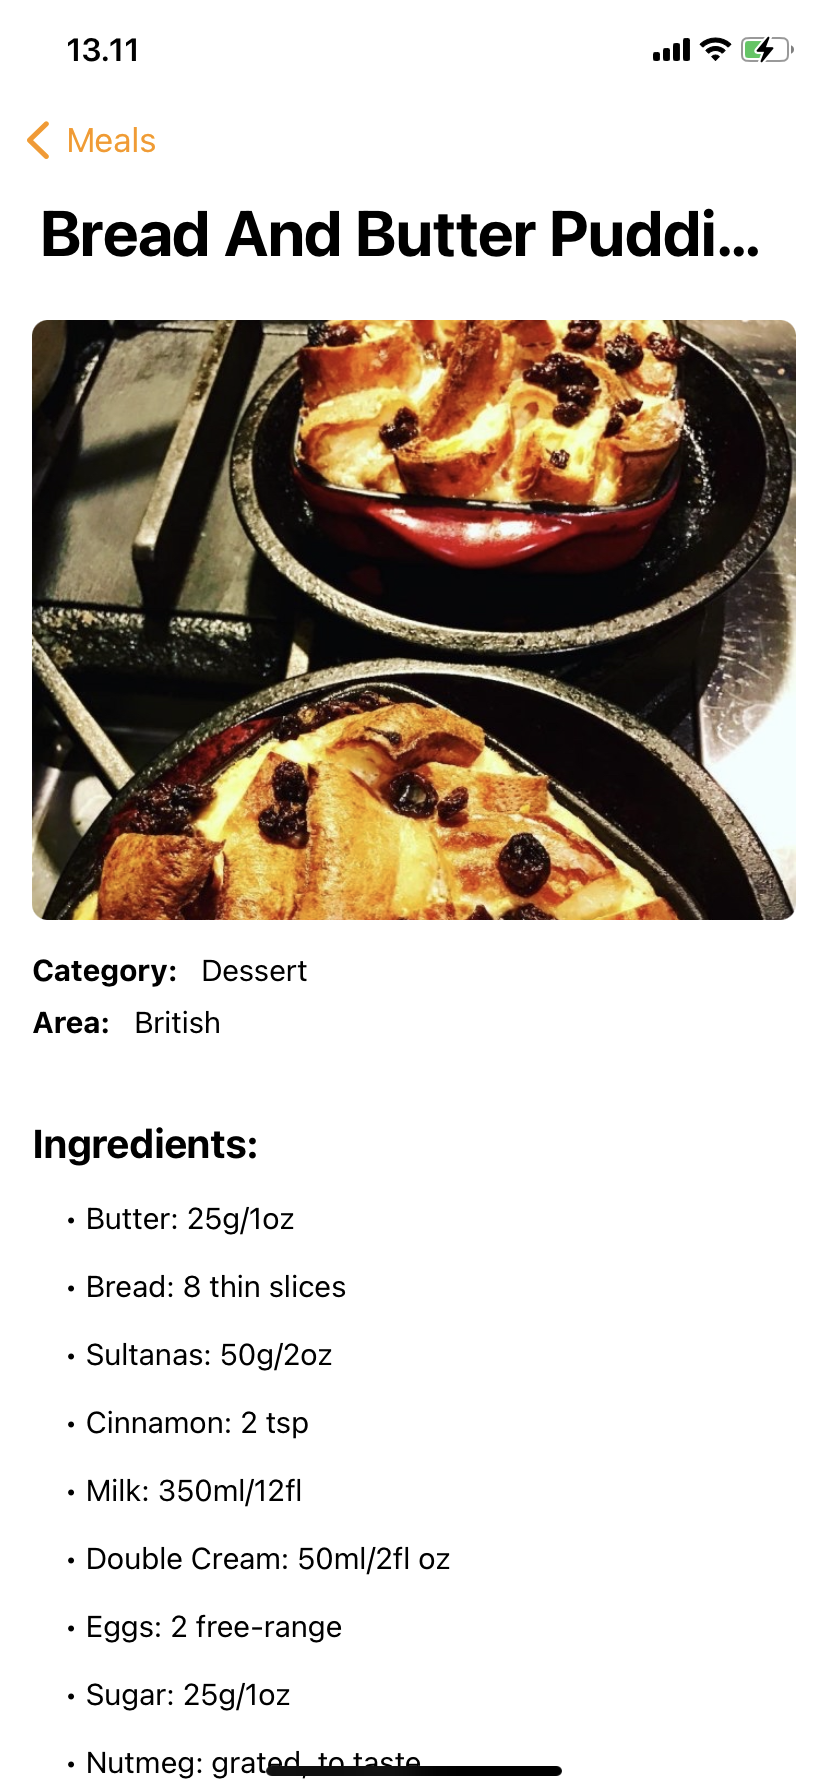 13.11
Meals
Bread And Butter Puddi...
Category: Dessert
Area: British
Ingredients:
• Butter: 25g/1oz
• Bread: 8 thin slices
• Sultanas: 50g/2oz
• Cinnamon: 2 tsp
• Milk: 350ml/12fl
• Double Cream: 50ml/2fl oz
• Eggs: 2 free-range
• Sugar: 25g/1oz
• Nutmeg: grated, to taste